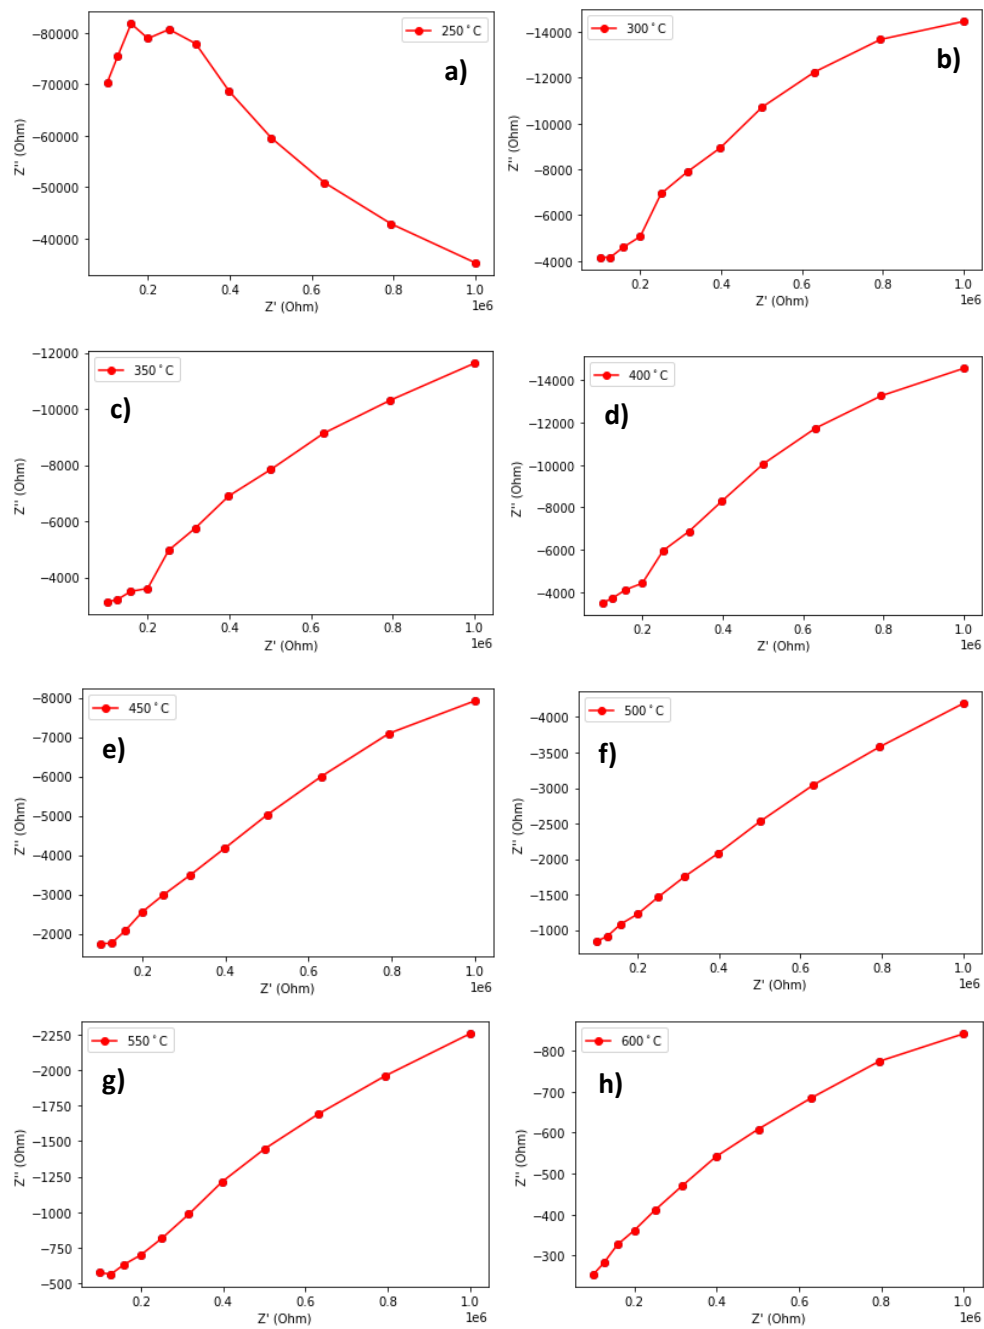 250°C
a)
−80000
−70000
−60000
−50000
−40000
Z'' (Ohm)
0.2 0.4 0.6 0.8 1.0
Z' (Ohm)
1e6
300°C
b)
−14000
−12000
−10000
−8000
−6000
−4000
Z'' (Ohm)
0.2 0.4 0.6 0.8 1.0
Z' (Ohm)
1e6
350°C
c)
−12000
−10000
−8000
−6000
−4000
Z'' (Ohm)
0.2 0.4 0.6 0.8 1.0
Z' (Ohm)
1e6
400°C
d)
−14000
−12000
−10000
−8000
−6000
−4000
Z'' (Ohm)
0.2 0.4 0.6 0.8 1.0
Z' (Ohm)
1e6
450°C
e)
−8000
−7000
−6000
−5000
−4000
−3000
−2000
Z'' (Ohm)
0.2 0.4 0.6 0.8 1.0
Z' (Ohm)
1e6
500°C
f)
−4000
−3500
−3000
−2500
−2000
−1500
−1000
Z'' (Ohm)
0.2 0.4 0.6 0.8 1.0
Z' (Ohm)
1e6
550°C
g)
−2250
−2000
−1750
−1500
−1250
−1000
−750
−500
Z'' (Ohm)
0.2 0.4 0.6 0.8 1.0
Z' (Ohm)
1e6
600°C
h)
−800
−700
−600
−500
−400
−300
Z'' (Ohm)
0.2 0.4 0.6 0.8 1.0
Z' (Ohm)
1e6